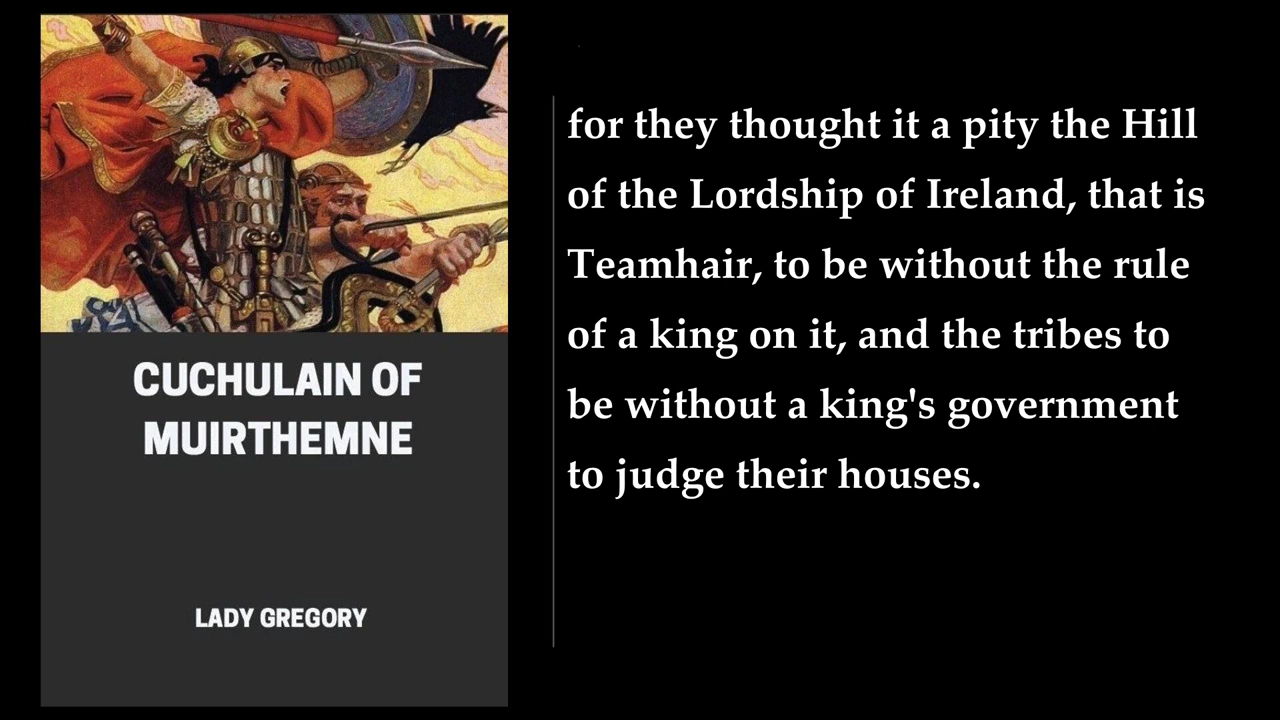 CUCHULAIN OF
MUIRTHEMNE
LADY GREGORY
for they thought it a pity the Hill
of the Lordship of Ireland, that is
Teamhair, to be without the rule
of a king on it, and the tribes to
be without a king's government
to judge their houses.